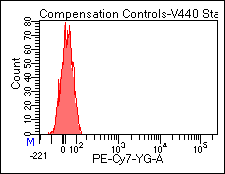 Compensation Controls-V440 Sta
Count
0 10 20 30 40 50 60 70 80
M
-221 0 10² 10³ 10⁴ 10⁵
PE-Cy7-YG-A